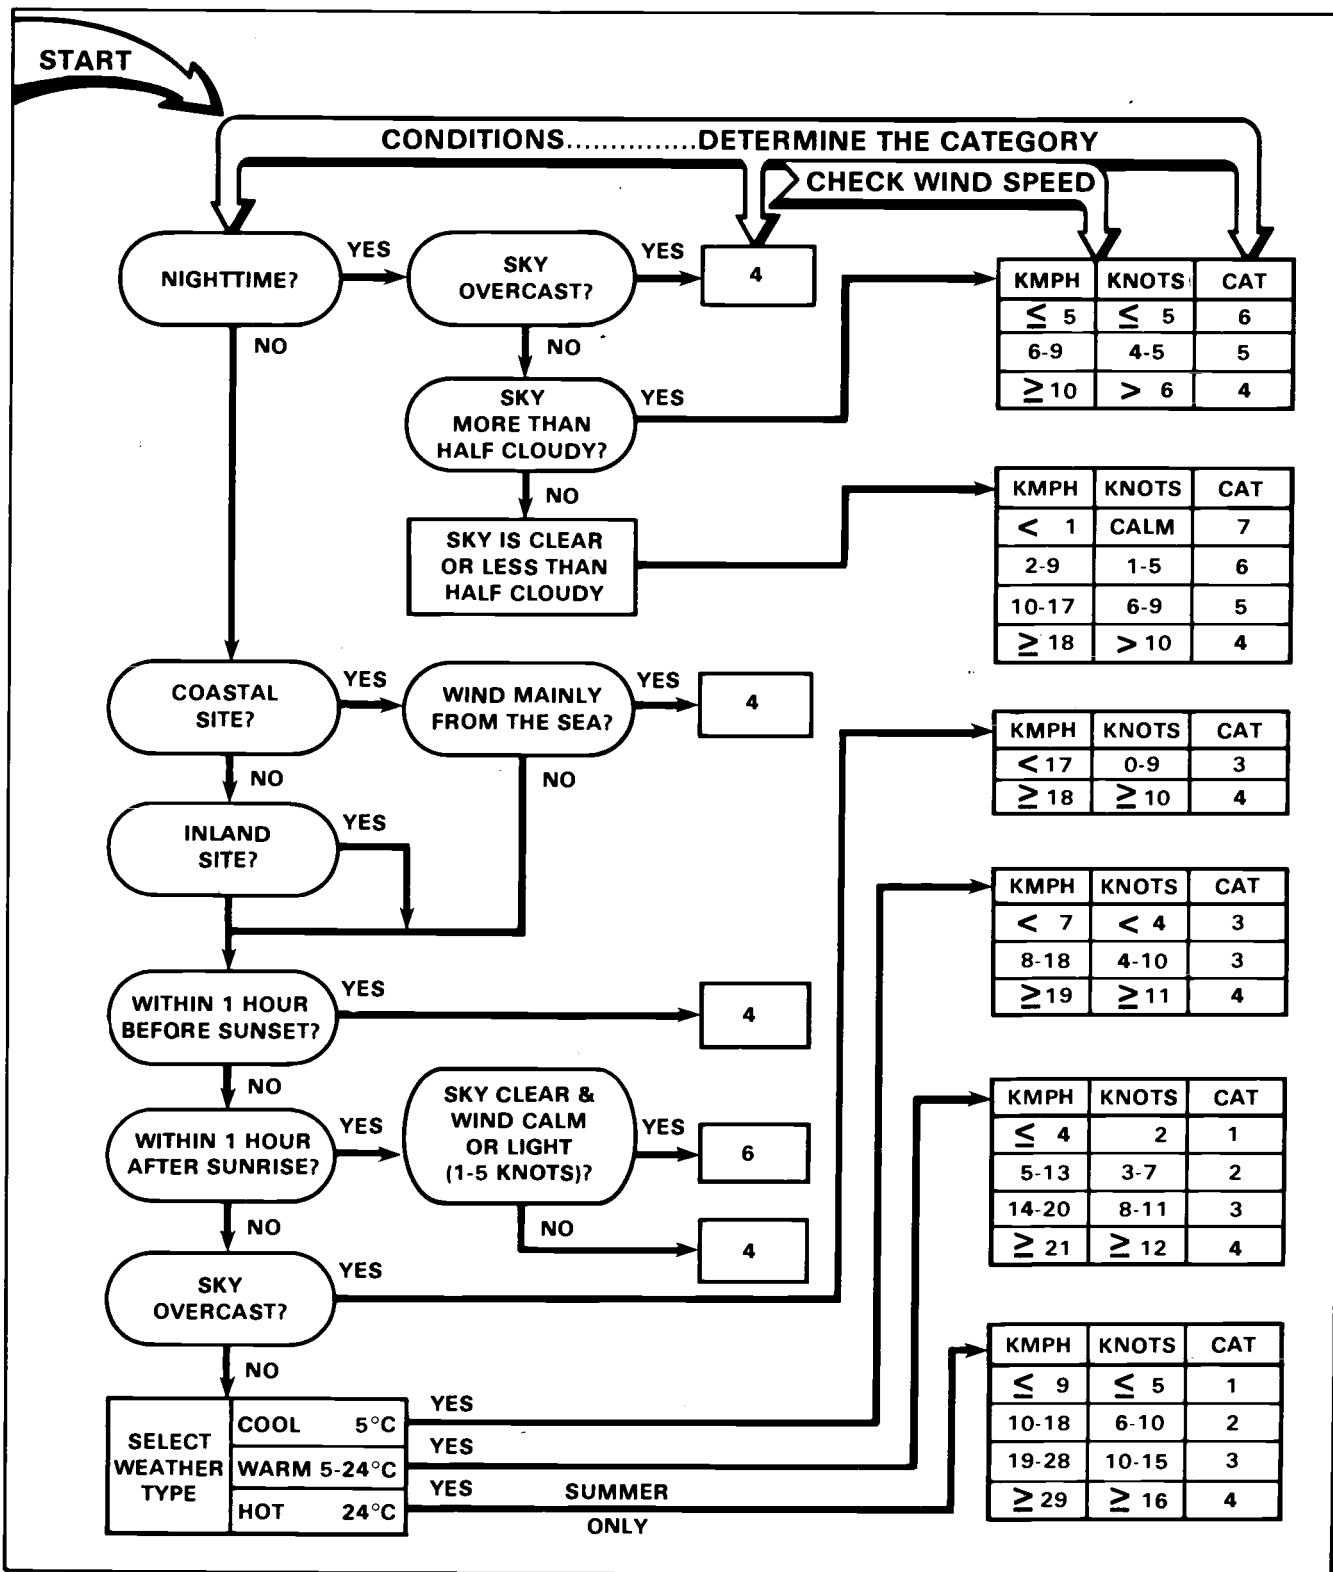 START
CONDITIONS..............DETERMINE THE CATEGORY
CHECK WIND SPEED
NIGHTTIME?
YES
SKY
OVERCAST?
YES
4
NO
NO
SKY
MORE THAN
HALF CLOUDY?
YES
NO
SKY IS CLEAR
OR LESS THAN
HALF CLOUDY
KMPH KNOTS CAT
≤ 5 ≤ 5 6
6-9 4-5 5
≥ 10 > 6 4
KMPH KNOTS CAT
< 1 CALM 7
2-9 1-5 6
10-17 6-9 5
≥ 18 > 10 4
COASTAL
SITE?
YES
WIND MAINLY
FROM THE SEA?
YES
4
NO
NO
INLAND
SITE?
YES
KMPH KNOTS CAT
< 17 0-9 3
≥ 18 ≥ 10 4
KMPH KNOTS CAT
< 7 < 4 3
8-18 4-10 3
≥ 19 ≥ 11 4
WITHIN 1 HOUR
BEFORE SUNSET?
YES
4
NO
WITHIN 1 HOUR
AFTER SUNRISE?
YES
SKY CLEAR &
WIND CALM
OR LIGHT
(1-5 KNOTS)?
YES
6
NO
4
NO
SKY
OVERCAST?
YES
NO
KMPH KNOTS CAT
≤ 4 2 1
5-13 3-7 2
14-20 8-11 3
≥ 21 ≥ 12 4
SELECT
WEATHER
TYPE
COOL 5°C
YES
WARM 5-24°C
YES
HOT 24°C
YES
SUMMER
ONLY
KMPH KNOTS CAT
≤ 9 ≤ 5 1
10-18 6-10 2
19-28 10-15 3
≥ 29 ≥ 16 4